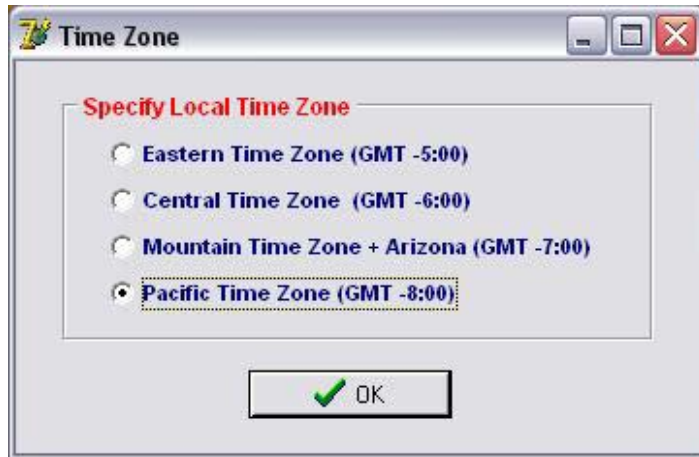 Time Zone
Specify Local Time Zone
Eastern Time Zone (GMT -5:00)
Central Time Zone  (GMT -6:00)
Mountain Time Zone + Arizona (GMT -7:00)
Pacific Time Zone (GMT -8:00)
OK